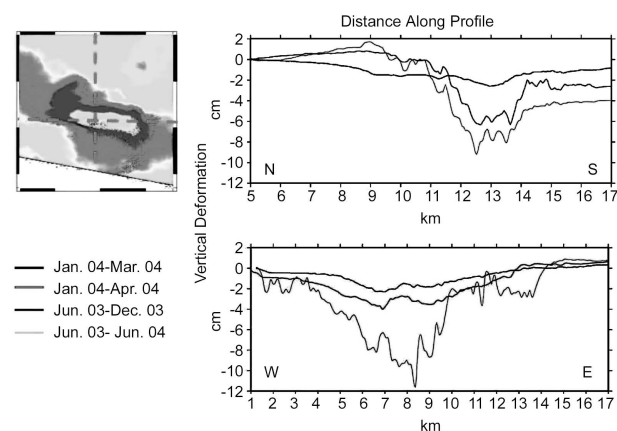 Distance Along Profile
2
0
-2
-4
-6
-8
-10
-12
cm
N
S
5 6 7 8 9 10 11 12 13 14 15 16 17
km
Vertical Deformation
Jan. 04-Mar. 04
Jan. 04-Apr. 04
Jun. 03-Dec. 03
Jun. 03- Jun. 04
2
0
-2
-4
-6
-8
-10
-12
cm
W
E
1 2 3 4 5 6 7 8 9 10 11 12 13 14 15 16 17
km